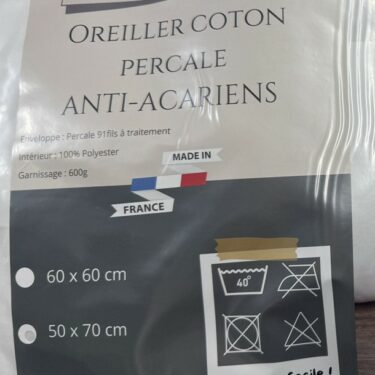 OREILLER COTON
PERCALE
ANTI-ACARIENS
Enveloppe : Percale 91fils à traitement
Intérieur : 100% Polyester
Garnissage : 600g
MADE IN
FRANCE
60 x 60 cm
50 x 70 cm
40°
facile !